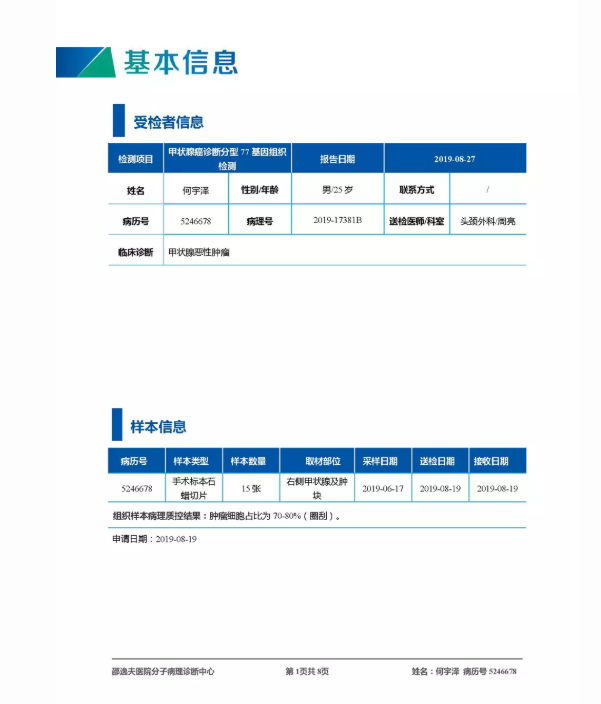 基本信息
受检者信息
检测项目 甲状腺癌诊断分型 77 基因组织检测 报告日期 2019-08-27
姓名 何宇泽 性别/年龄 男/25 岁 联系方式 /
病历号 5246678 病理号 2019-17381B 送检医师/科室 头颈外科/周亮
临床诊断 甲状腺恶性肿瘤
样本信息
病历号 样本类型 样本数量 取材部位 采样日期 送检日期 接收日期
5246678 手术标本石蜡切片 15 张 右侧甲状腺及肿块 2019-06-17 2019-08-19 2019-08-19
组织样本病理质控结果：肿瘤细胞占比为 70-80%（圈刮）。
申请日期：2019-08-19
邵逸夫医院分子病理诊断中心 第 1页共 8页 姓名：何宇泽 病历号 5246678